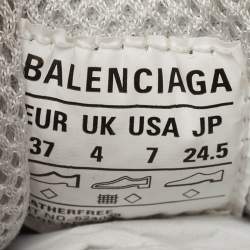 BALENCIAGA
EUR UK USA JP
37 4 7 24.5